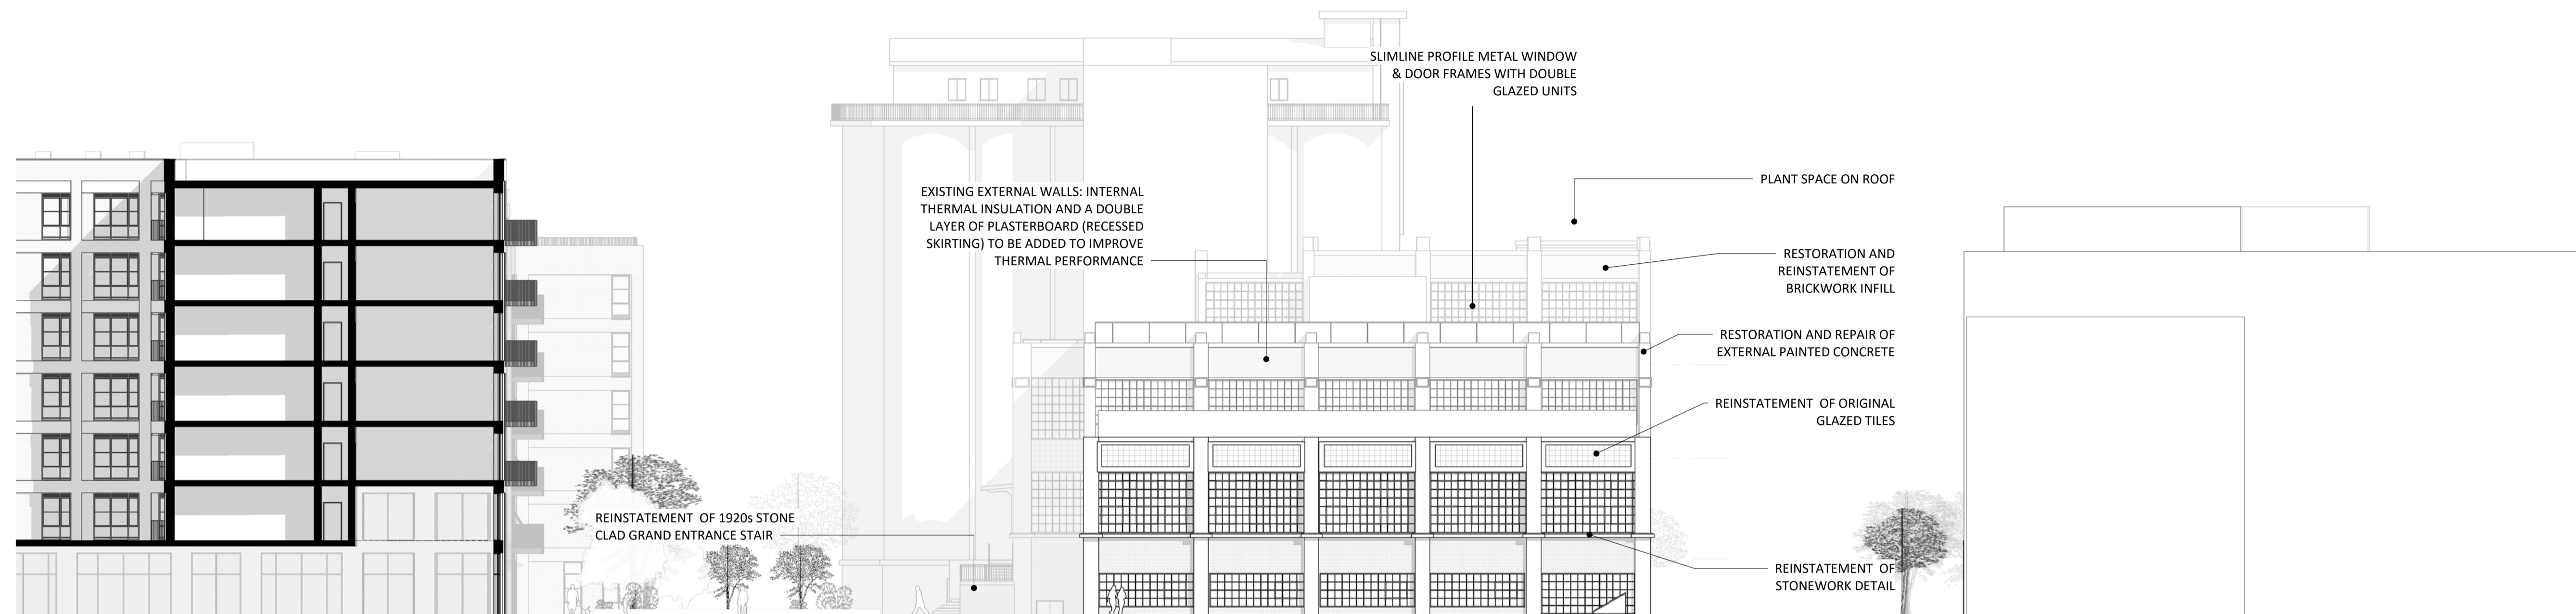 SLIMLINE PROFILE METAL WINDOW
& DOOR FRAMES WITH DOUBLE
GLAZED UNITS
PLANT SPACE ON ROOF
EXISTING EXTERNAL WALLS: INTERNAL
THERMAL INSULATION AND A DOUBLE
LAYER OF PLASTERBOARD (RECESSED
SKIRTING) TO BE ADDED TO IMPROVE
THERMAL PERFORMANCE
RESTORATION AND
REINSTATEMENT OF
BRICKWORK INFILL
RESTORATION AND REPAIR OF
EXTERNAL PAINTED CONCRETE
REINSTATEMENT OF ORIGINAL
GLAZED TILES
REINSTATEMENT OF 1920s STONE
CLAD GRAND ENTRANCE STAIR
REINSTATEMENT OF
STONEWORK DETAIL